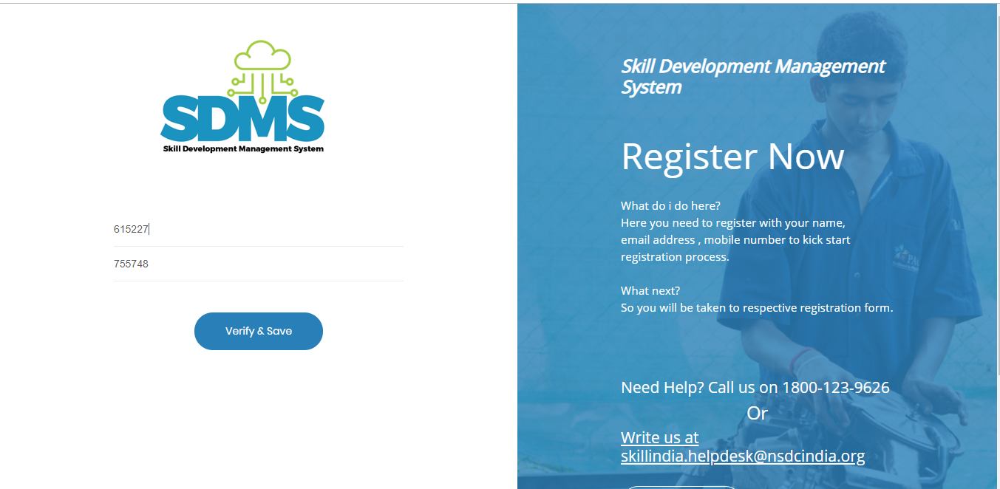 SDMS
Skill Development Management System
615227
755748
Verify & Save
Skill Development Management
System
Register Now
What do i do here?
Here you need to register with your name,
email address , mobile number to kick start
registration process.
What next?
So you will be taken to respective registration form.
Need Help? Call us on 1800-123-9626
Or
Write us at
skillindia.helpdesk@nsdcindia.org